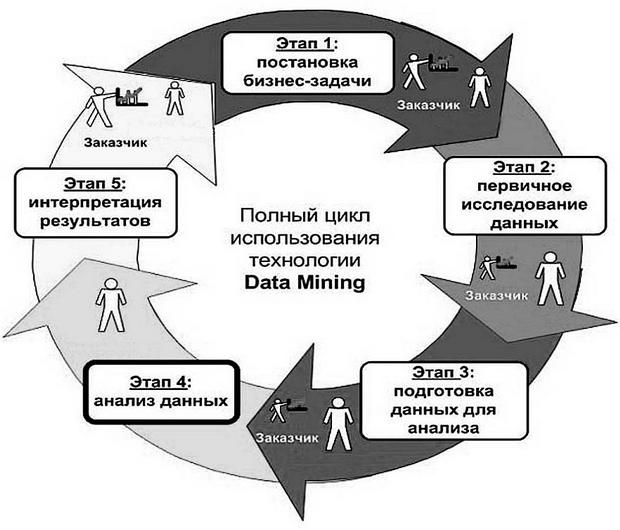 Этап 1:
постановка
бизнес-задачи
Заказчик
Этап 2:
первичное
исследование
данных
Заказчик
Этап 3:
подготовка
данных для
анализа
Заказчик
Этап 4:
анализ данных
Этап 5:
интерпретация
результатов
Заказчик
Полный цикл
использования
технологии
Data Mining